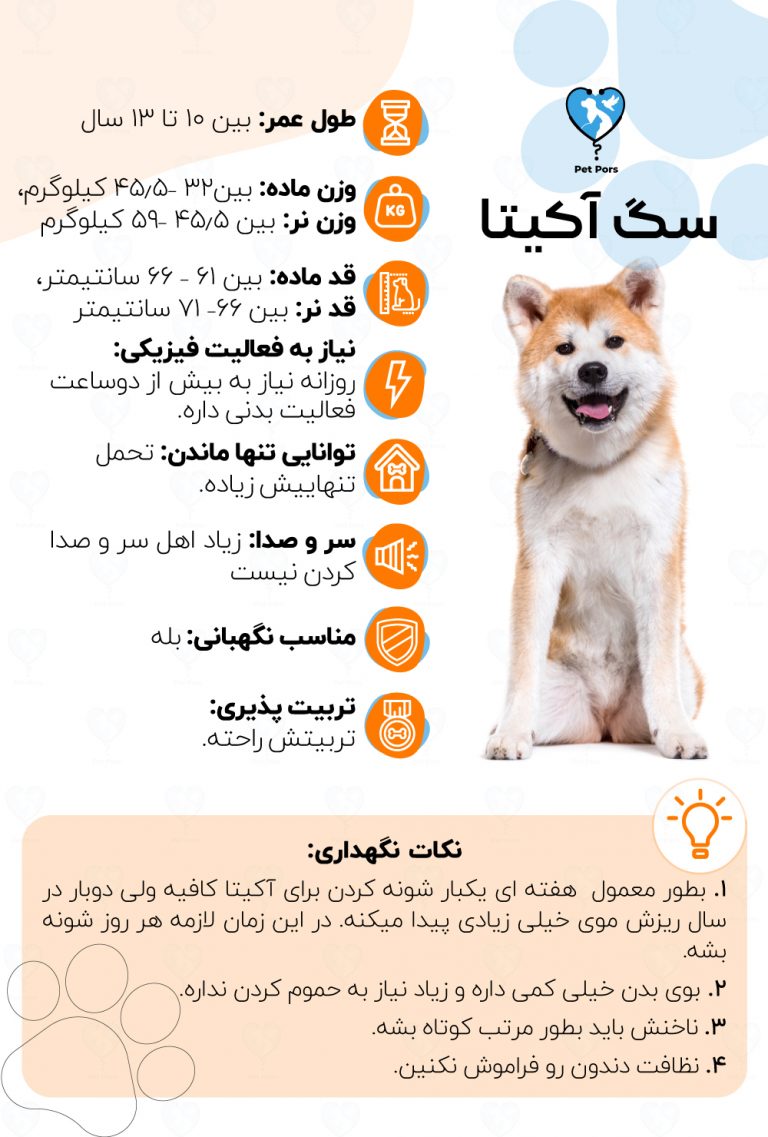 Pet Pors
سگ آکیتا
طول عمر: بین ۱۰ تا ۱۳ سال
وزن ماده: بین۳۲ -۴۵٫۵ کیلوگرم،
وزن نر: بین ۴۵٫۵ -۵۹ کیلوگرم
قد ماده: بین ۶۱ - ۶۶ سانتیمتر،
قد نر: بین ۶۶- ۷۱ سانتیمتر
نیاز به فعالیت فیزیکی:
روزانه نیاز به بیش از دوساعت
فعالیت بدنی داره.
توانایی تنها ماندن: تحمل
تنهاییش زیاده.
سر و صدا: زیاد اهل سر و صدا
کردن نیست
مناسب نگهبانی: بله
تربیت پذیری:
تربیتش راحته.
KG
نکات نگهداری:
۱. بطور معمول هفته ای یکبار شونه کردن برای آکیتا کافیه ولی دوبار در
سال ریزش موی خیلی زیادی پیدا میکنه. در این زمان لازمه هر روز شونه
بشه.
۲. بوی بدن خیلی کمی داره و زیاد نیاز به حموم کردن نداره.
۳. ناخنش باید بطور مرتب کوتاه بشه.
۴. نظافت دندون رو فراموش نکنین.